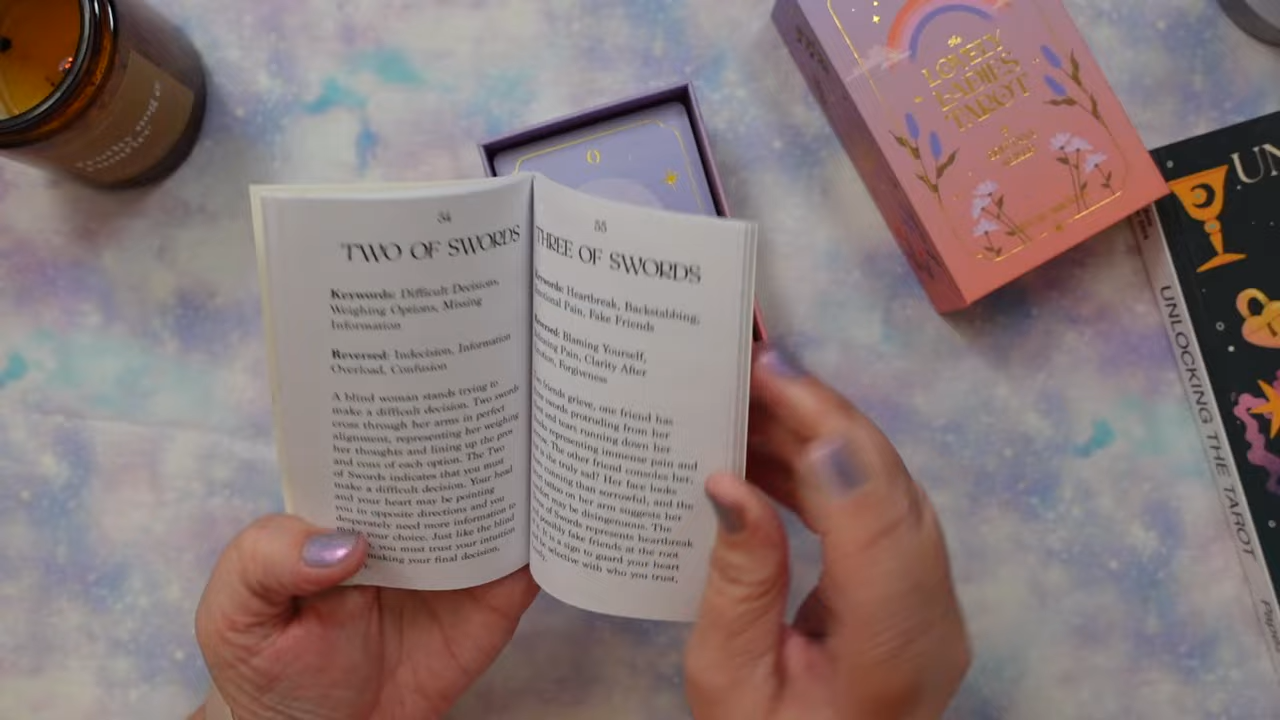 54
TWO OF SWORDS
Keywords: Difficult Decisions,
Weighing Options, Missing
Information
Reversed: Indecision, Information
Overload, Confusion
A blind woman stands trying to
make a difficult decision. Two swords
cross through her arms in perfect
alignment, representing her weighing
her thoughts and lining up the pros
and cons of each option. The Two
of Swords indicates that you must
make a difficult decision. Your head
and your heart may be pointing
you in opposite directions and you
desperately need more information to
make your choice. Just like the blind
you must trust your intuition
making your final decision.
55
THREE OF SWORDS
Keywords: Heartbreak, Backstabbing,
Emotional Pain, Fake Friends
Reversed: Blaming Yourself,
Pain, Clarity After
Forgiveness
friends grieve, one friend has
swords protruding from her
and tears running down her
representing immense pain and
The other friend consoles her,
is she truly sad? Her face looks
cunning than sorrowful, and the
tattoo on her arm suggests her
may be disingenuous. The
of Swords represents heartbreak
possibly fake friends at the root
It is a sign to guard your heart
be selective with who you trust,
0
THE
LOVELY
LADIES
TAROT
UN
UNLOCKING THE TAROT